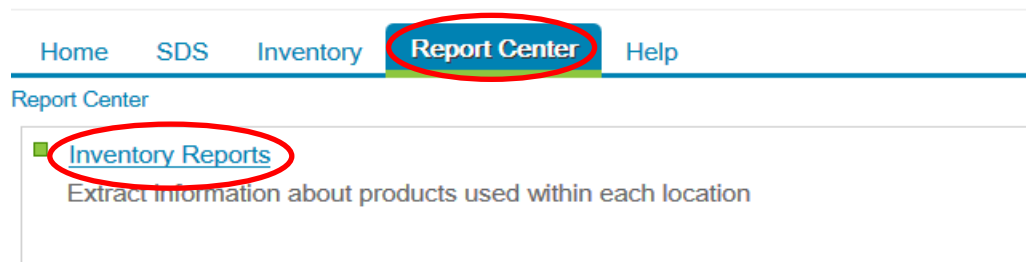 Home SDS Inventory Report Center Help
Report Center
Inventory Reports
Extract information about products used within each location